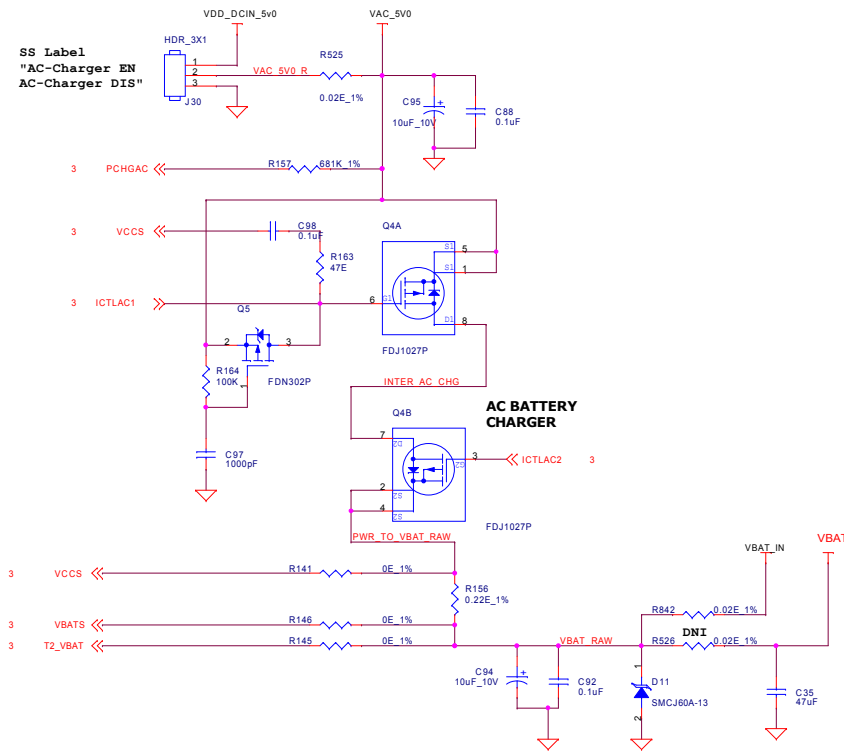 VDD_DCIN_5v0
VAC_5V0
HDR_3X1
SS Label
"AC-Charger EN
AC-Charger DIS"
1
2
3
J30
VAC_5V0_R
R525
0.02E_1%
C95
10uF_10V
C88
0.1uF
3 PCHGAC
R157
681K_1%
3 VCCS
C98
0.1uF
Q4A
R163
47E
S1 5
S1 1
3 ICTLAC1
6 G1
Q5
D1 8
2
3
1
FDJ1027P
R164
100K
FDN302P
INTER_AC_CHG
AC BATTERY
CHARGER
Q4B
C97
1000pF
7 D2
G2 3
ICTLAC2 3
2 S2
4 S2
FDJ1027P
PWR_TO_VBAT_RAW
VBAT_IN
VBAT
3 VCCS
R141
0E_1%
R156
0.22E_1%
3 VBATS
R146
0E_1%
R842
0.02E_1%
DNI
3 T2_VBAT
R145
0E_1%
VBAT_RAW
R526
0.02E_1%
C94
10uF_10V
C92
0.1uF
1
D11
SMCJ60A-13
2
C35
47uF